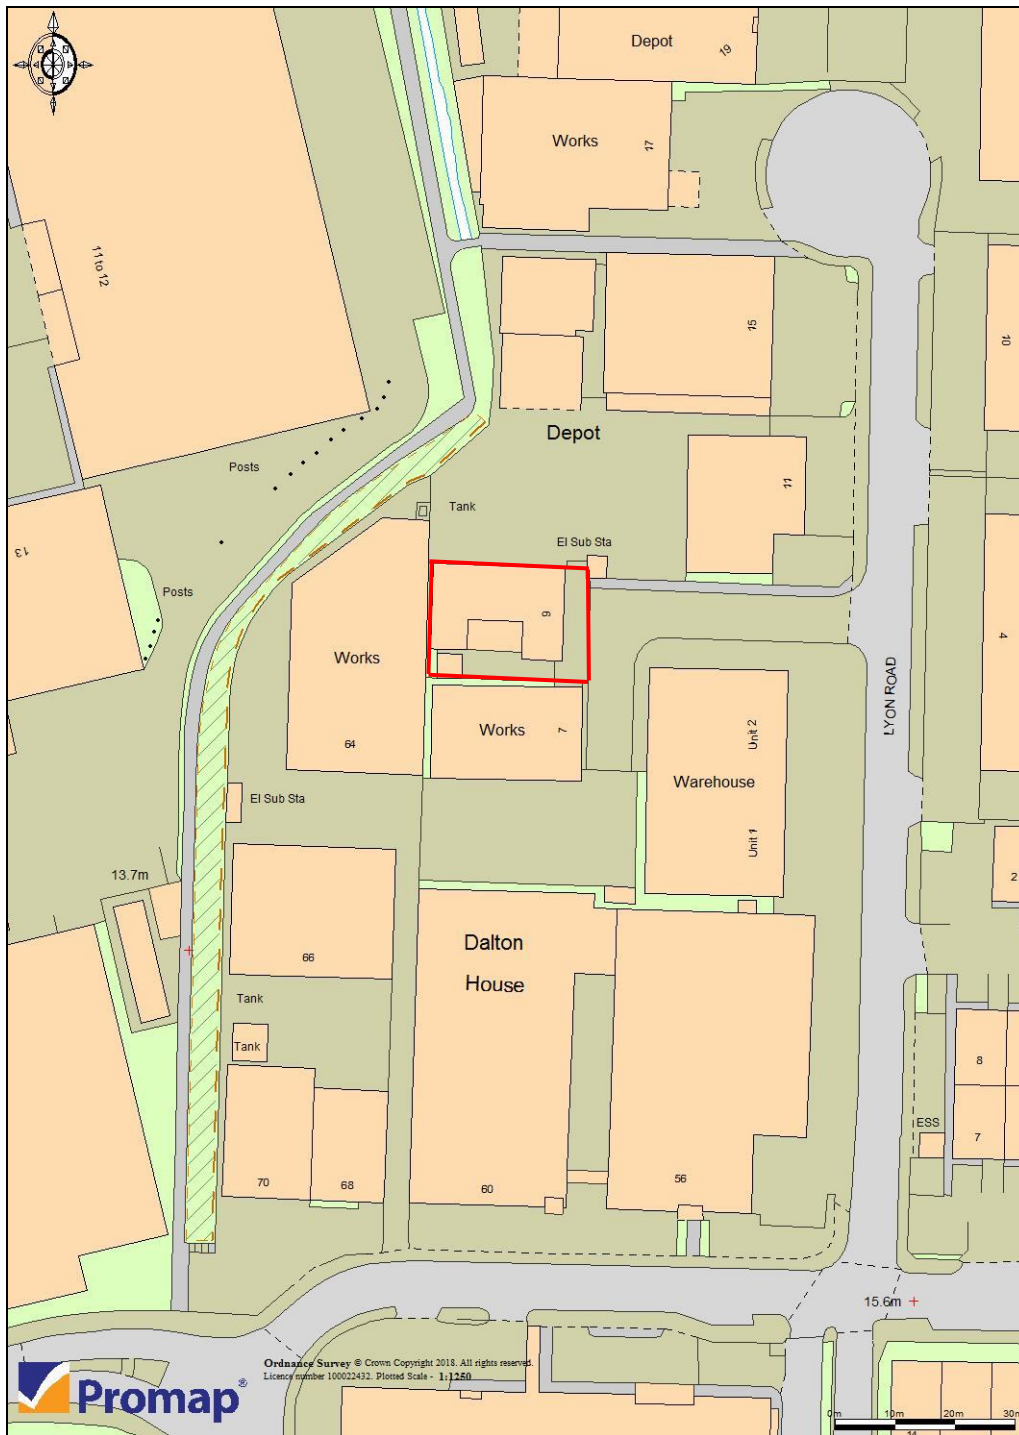 Depot
19
Works
17
11 to 12
15
10
Depot
Posts
11
Tank
13
El Sub Sta
Posts
9
4
Works
LYON ROAD
64
Works
7
Unit 2
Warehouse
El Sub Sta
Unit 1
13.7m
2
Dalton
66
House
Tank
Tank
8
ESS
7
70
68
60
56
15.6m
Ordnance Survey © Crown Copyright 2018. All rights reserved.
Licence number 100022432. Plotted Scale - 1:1250
Promap®
0m 10m 20m 30m
14